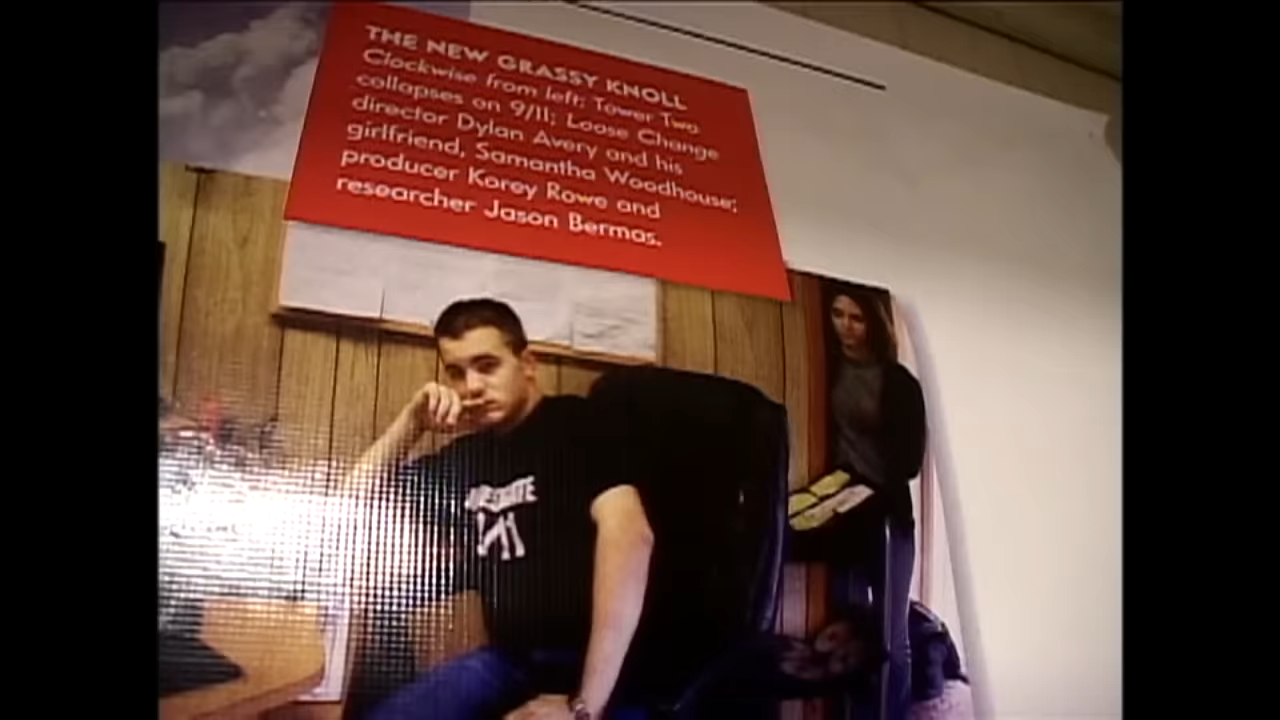 THE NEW GRASSY KNOLL
Clockwise from left: Tower Two
collapses on 9/11; Loose Change
director Dylan Avery and his
girlfriend, Samantha Woodhouse;
producer Korey Rowe and
researcher Jason Bermas.